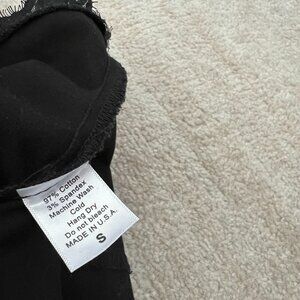 97% Cotton
3% Spandex
Machine Wash
Cold
Hang Dry
Do not bleach
MADE IN U.S.A.
S